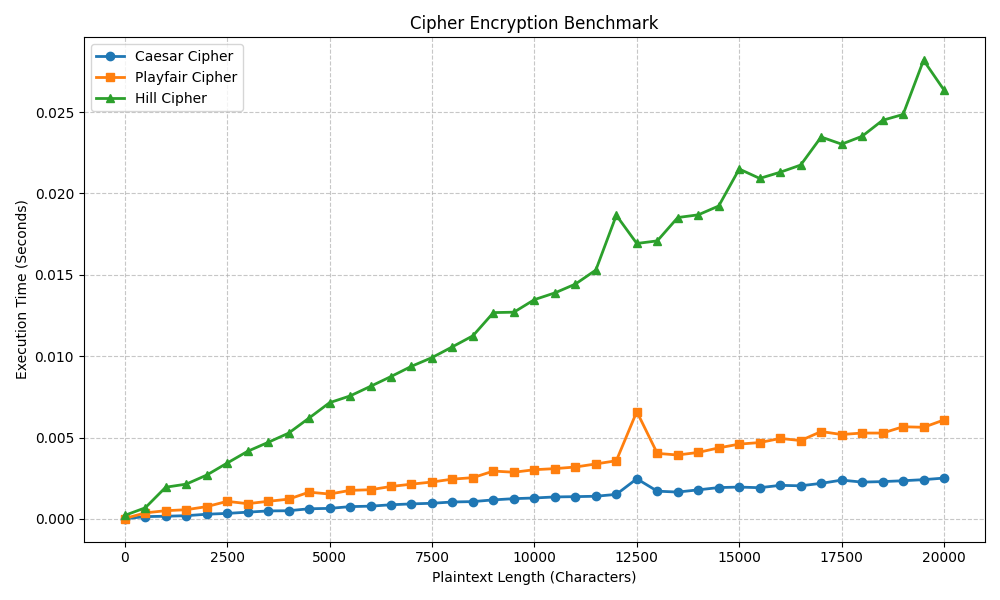 Cipher Encryption Benchmark
Caesar Cipher
Playfair Cipher
Hill Cipher
Execution Time (Seconds)
0.025
0.020
0.015
0.010
0.005
0.000
0 2500 5000 7500 10000 12500 15000 17500 20000
Plaintext Length (Characters)